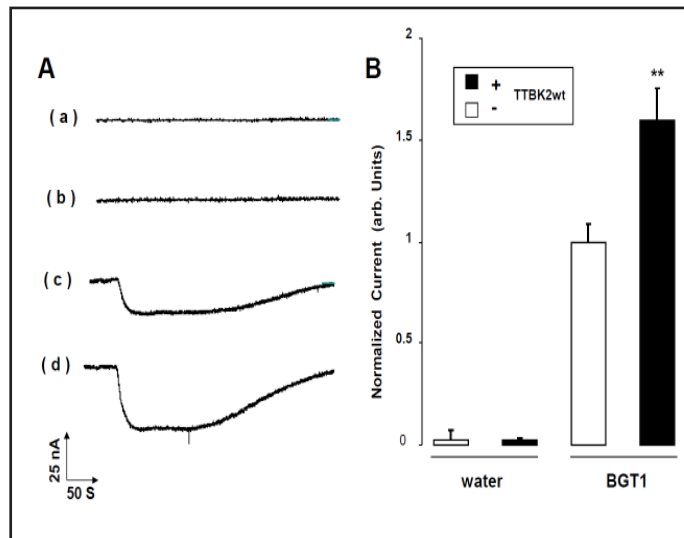 A
(a)
(b)
(c)
(d)
25 nA
50 S
B
+
- TTBK2wt
**
Normalized Current (arb. Units)
2
1.5
1
0.5
0
water BGT1